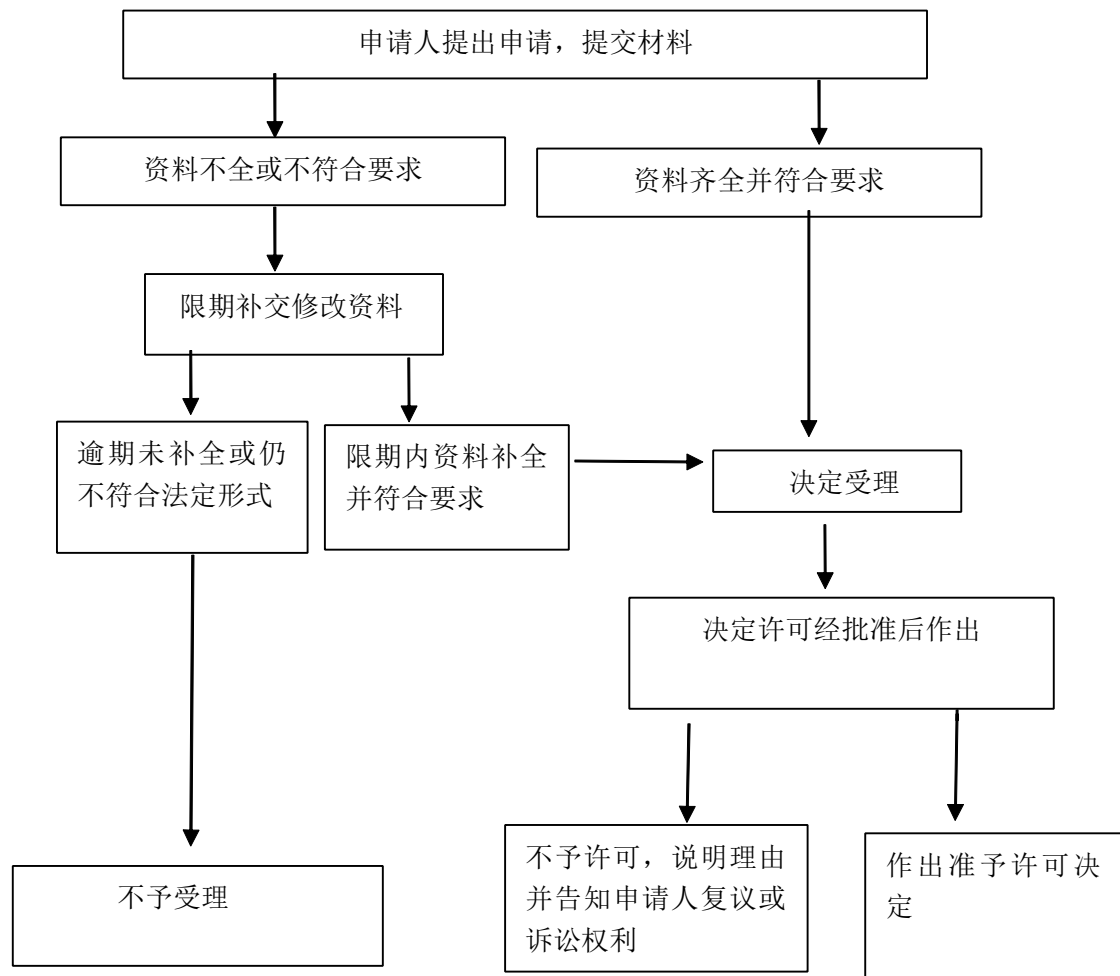 申请人提出申请，提交材料
资料不全或不符合要求
资料齐全并符合要求
限期补交修改资料
逾期未补全或仍
不符合法定形式
限期内资料补全
并符合要求
决定受理
决定许可经批准后作出
不予受理
不予许可，说明理由
并告知申请人复议或
诉讼权利
作出准予许可决
定